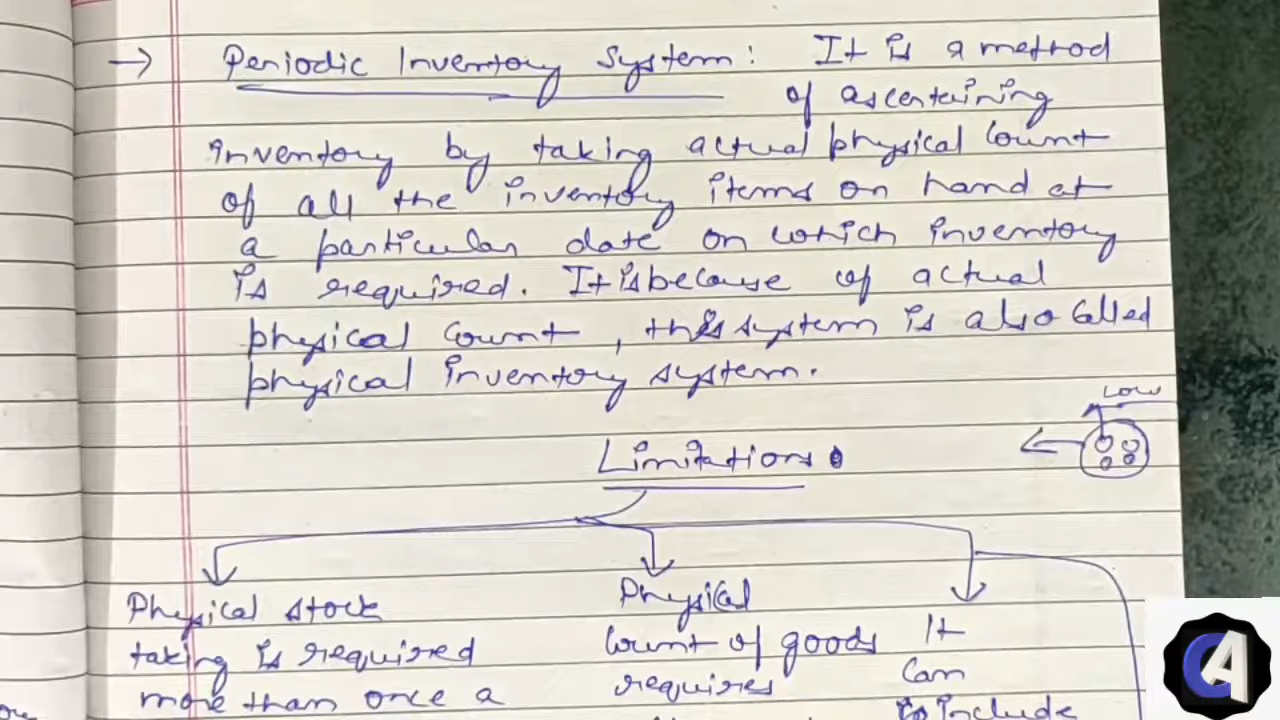 → Periodic Inventory System: It is a method
of ascertaining
inventory by taking actual physical count
of all the inventory items on hand at
a particular date on which inventory
is required. It is because of actual
physical count, this system is also called
physical inventory system.
Low
Limitations
Physical stock
taking is required
more than once a
Physical
count of goods
requires
It
can
include
CA